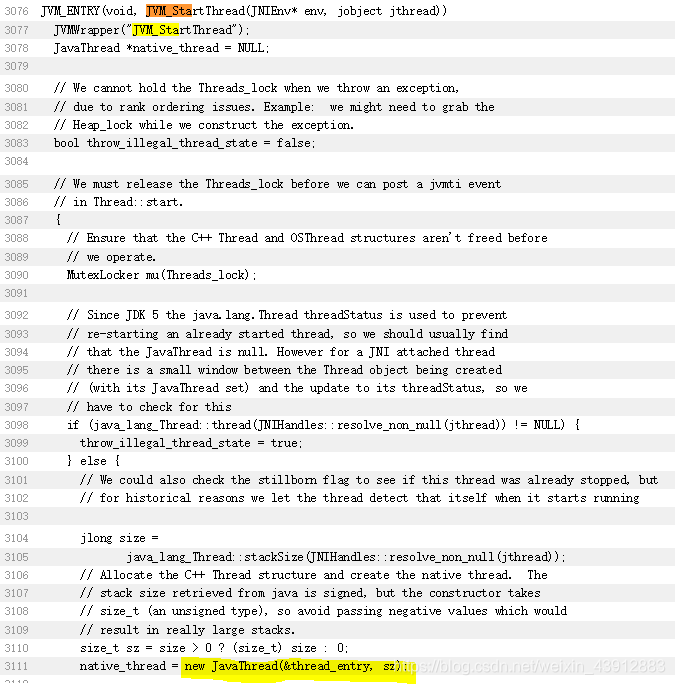 3076 JVM_ENTRY(void, JVM_StartThread(JNIEnv* env, jobject jthread))
3077 JVMWrapper("JVM_StartThread");
3078 JavaThread *native_thread = NULL;
3079
3080 // We cannot hold the Threads_lock when we throw an exception,
3081 // due to rank ordering issues. Example:  we might need to grab the
3082 // Heap_lock while we construct the exception.
3083 bool throw_illegal_thread_state = false;
3084
3085 // We must release the Threads_lock before we can post a jvmti event
3086 // in Thread::start.
3087 {
3088 // Ensure that the C++ Thread and OSThread structures aren't freed before
3089 // we operate.
3090 MutexLocker mu(Threads_lock);
3091
3092 // Since JDK 5 the java.lang.Thread threadStatus is used to prevent
3093 // re-starting an already started thread, so we should usually find
3094 // that the JavaThread is null. However for a JNI attached thread
3095 // there is a small window between the Thread object being created
3096 // (with its JavaThread set) and the update to its threadStatus, so we
3097 // have to check for this
3098 if (java_lang_Thread::thread(JNIHandles::resolve_non_null(jthread)) != NULL) {
3099 throw_illegal_thread_state = true;
3100 } else {
3101 // We could also check the stillborn flag to see if this thread was already stopped, but
3102 // for historical reasons we let the thread detect that itself when it starts running
3103
3104 jlong size =
3105 java_lang_Thread::stackSize(JNIHandles::resolve_non_null(jthread));
3106 // Allocate the C++ Thread structure and create the native thread.  The
3107 // stack size retrieved from java is signed, but the constructor takes
3108 // size_t (an unsigned type), so avoid passing negative values which would
3109 // result in really large stacks.
3110 size_t sz = size > 0 ? (size_t) size : 0;
3111 native_thread = new JavaThread(&thread_entry, sz);
https://blog.csdn.net/weixin_43912883